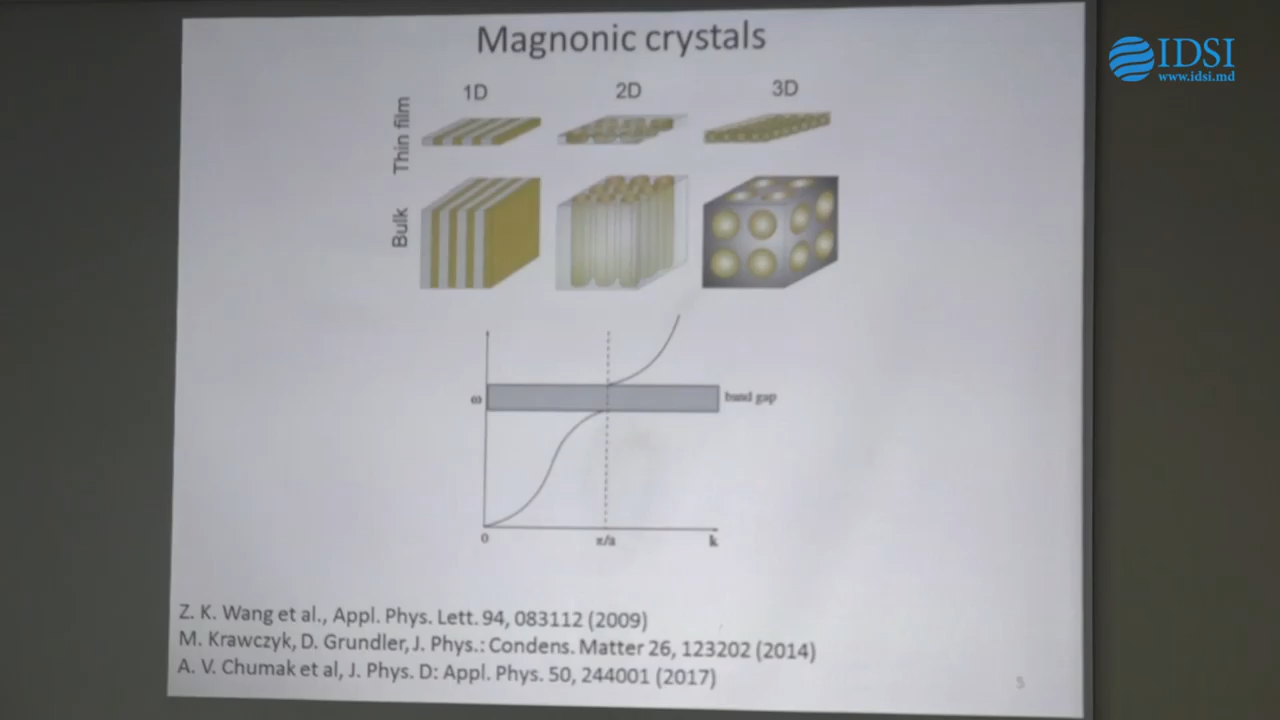 Magnonic crystals
1D 2D 3D
Thin film
Bulk
ω
band gap
0
π/a
k
Z. K. Wang et al., Appl. Phys. Lett. 94, 083112 (2009)
M. Krawczyk, D. Grundler, J. Phys.: Condens. Matter 26, 123202 (2014)
A. V. Chumak et al, J. Phys. D: Appl. Phys. 50, 244001 (2017)
5
IDSI
www.idsi.md